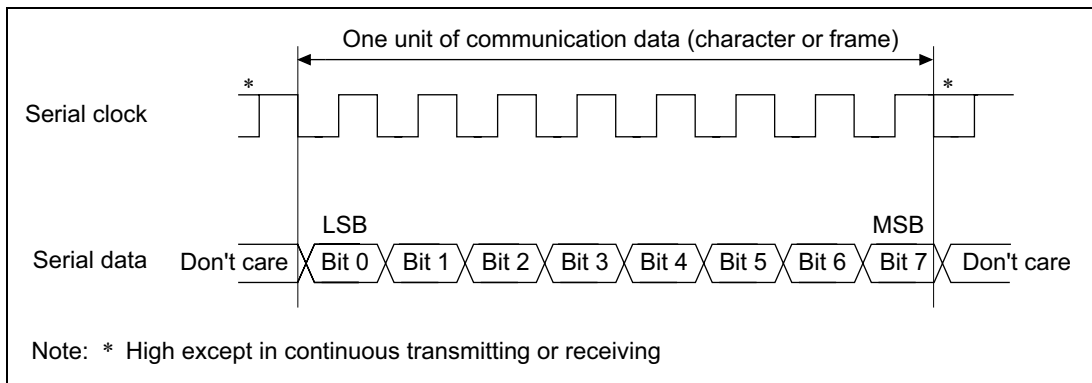 One unit of communication data (character or frame)
* *
Serial clock
LSB MSB
Serial data Don't care Bit 0 Bit 1 Bit 2 Bit 3 Bit 4 Bit 5 Bit 6 Bit 7 Don't care
Note: * High except in continuous transmitting or receiving